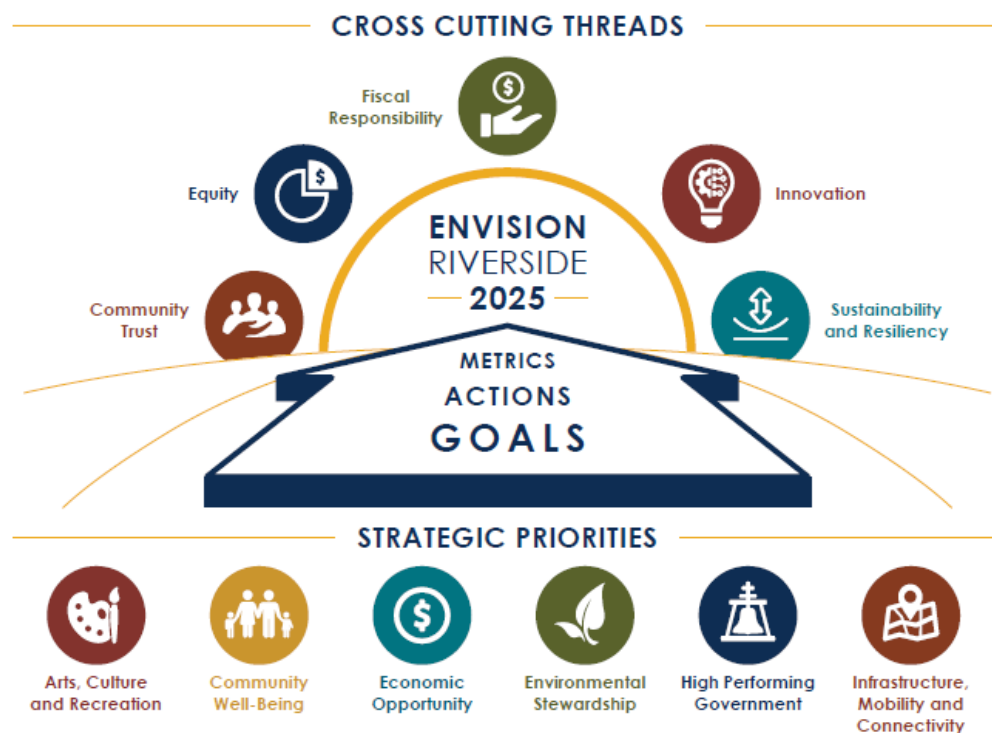 CROSS CUTTING THREADS
Fiscal
Responsibility
$
Equity
$
Innovation
Community
Trust
Sustainability
and Resiliency
ENVISION
RIVERSIDE
2025
METRICS
ACTIONS
GOALS
STRATEGIC PRIORITIES
$
Arts, Culture
and Recreation
Community
Well-Being
Economic
Opportunity
Environmental
Stewardship
High Performing
Government
Infrastructure,
Mobility and
Connectivity